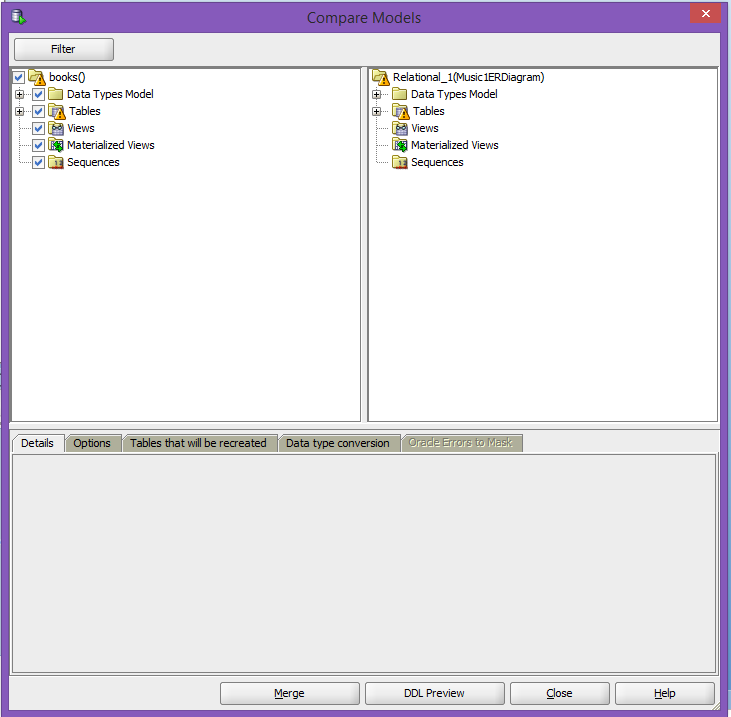 Compare Models
Filter
books()
Data Types Model
Tables
Views
Materialized Views
Sequences
Relational_1(Music1ERDiagram)
Data Types Model
Tables
Views
Materialized Views
Sequences
Details Options Tables that will be recreated Data type conversion Oracle Errors to Mask
Merge DDL Preview Close Help